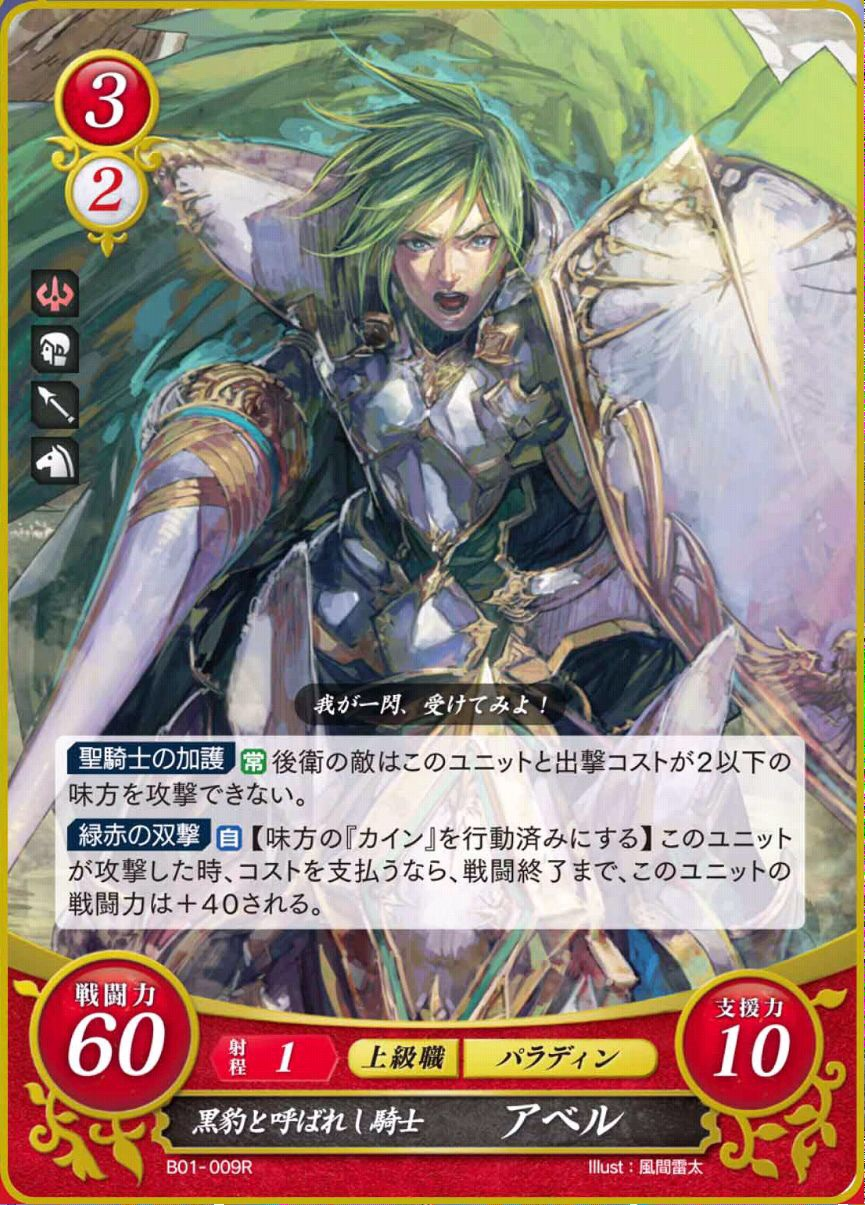 3
2
我が一閃、受けてみよ！
聖騎士の加護 常 後衛の敵はこのユニットと出撃コストが2以下の
味方を攻撃できない。
緑赤の双撃 自 【味方の『カイン』を行動済みにする】このユニット
が攻撃した時、コストを支払うなら、戦闘終了まで、このユニットの
戦闘力は＋40される。
戦闘力
60
射程 1 上級職 パラディン
支援力
10
黒豹と呼ばれし騎士 アベル
B01-009R Illust：風間雷太